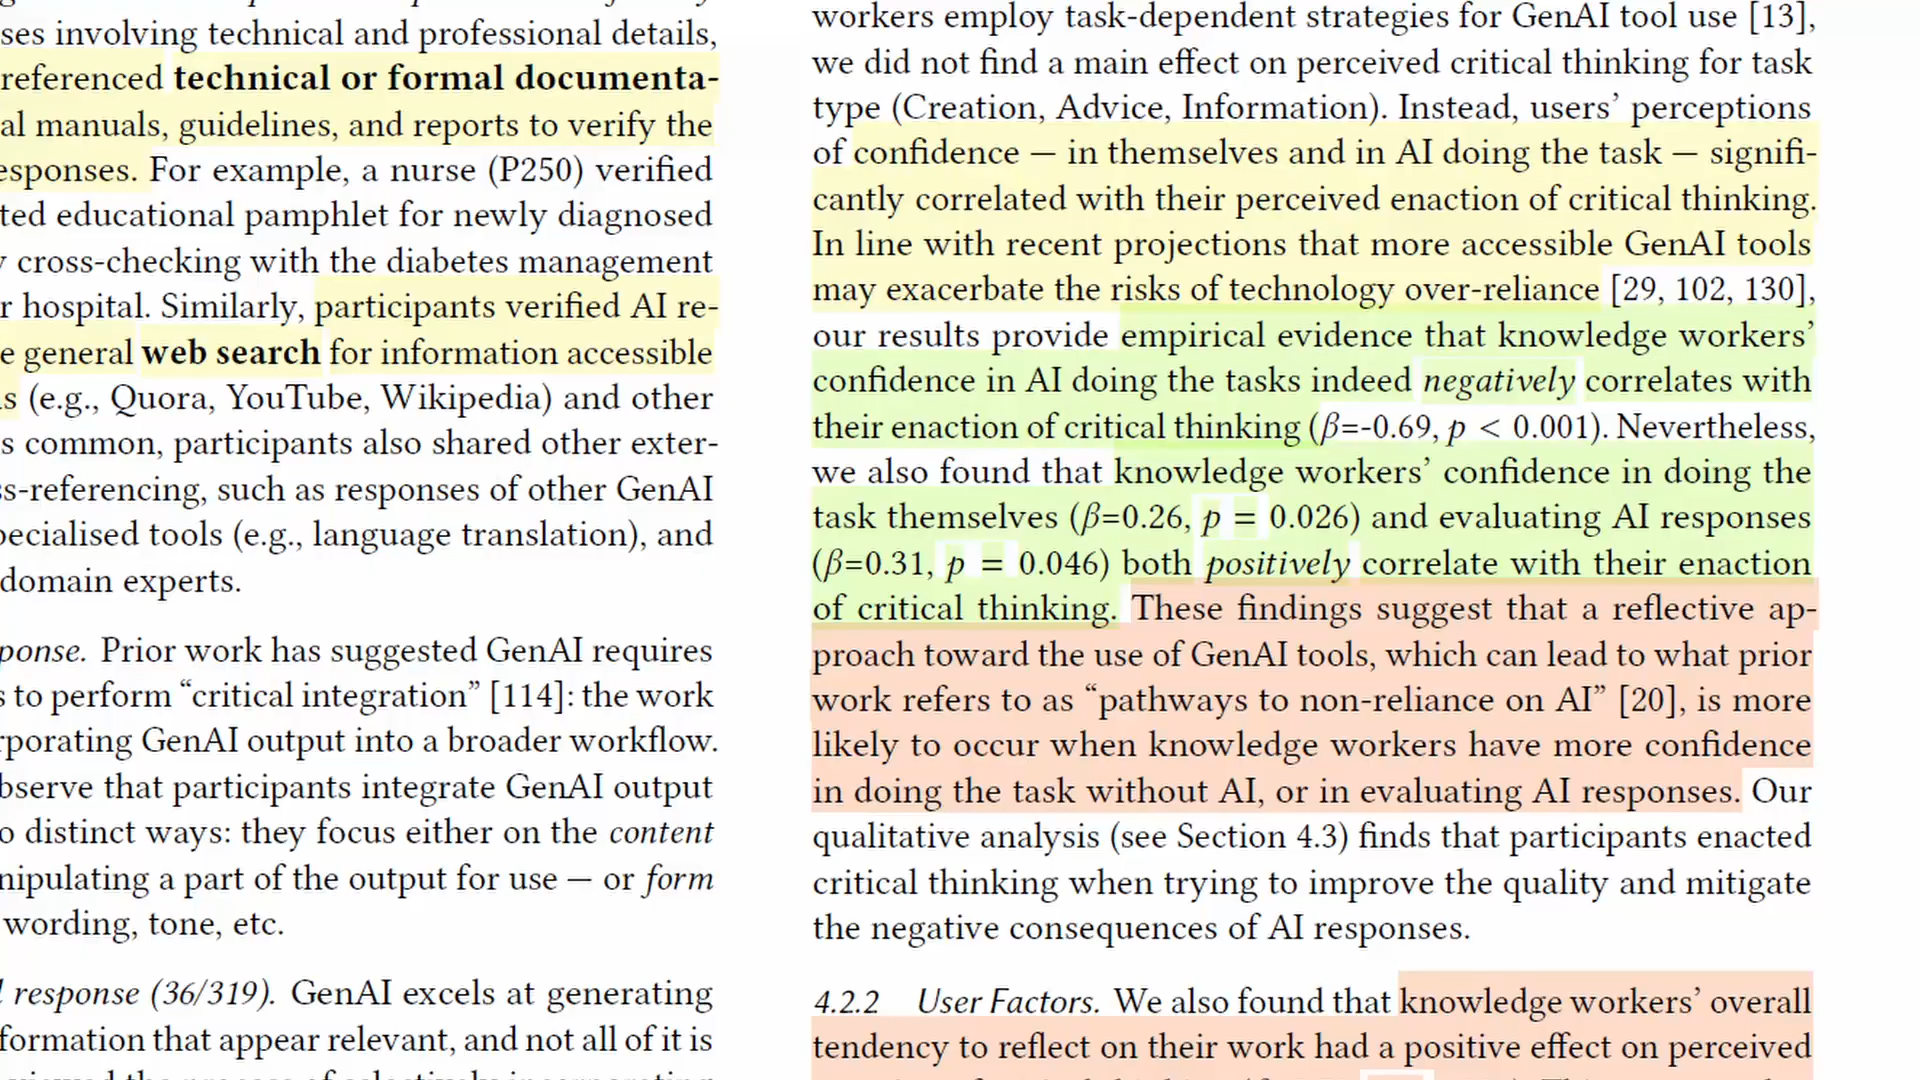 ses involving technical and professional details,
referenced technical or formal documenta-
al manuals, guidelines, and reports to verify the
esponses. For example, a nurse (P250) verified
ted educational pamphlet for newly diagnosed
y cross-checking with the diabetes management
r hospital. Similarly, participants verified AI re-
e general web search for information accessible
s (e.g., Quora, YouTube, Wikipedia) and other
s common, participants also shared other exter-
ss-referencing, such as responses of other GenAI
pecialised tools (e.g., language translation), and
domain experts.
ponse. Prior work has suggested GenAI requires
s to perform “critical integration” [114]: the work
rporating GenAI output into a broader workflow.
bserve that participants integrate GenAI output
o distinct ways: they focus either on the content
nipulating a part of the output for use — or form
wording, tone, etc.
l response (36/319). GenAI excels at generating
formation that appear relevant, and not all of it is
workers employ task-dependent strategies for GenAI tool use [13],
we did not find a main effect on perceived critical thinking for task
type (Creation, Advice, Information). Instead, users’ perceptions
of confidence — in themselves and in AI doing the task — signifi-
cantly correlated with their perceived enaction of critical thinking.
In line with recent projections that more accessible GenAI tools
may exacerbate the risks of technology over-reliance [29, 102, 130],
our results provide empirical evidence that knowledge workers’
confidence in AI doing the tasks indeed negatively correlates with
their enaction of critical thinking (β=-0.69, p < 0.001). Nevertheless,
we also found that knowledge workers’ confidence in doing the
task themselves (β=0.26, p = 0.026) and evaluating AI responses
(β=0.31, p = 0.046) both positively correlate with their enaction
of critical thinking. These findings suggest that a reflective ap-
proach toward the use of GenAI tools, which can lead to what prior
work refers to as “pathways to non-reliance on AI” [20], is more
likely to occur when knowledge workers have more confidence
in doing the task without AI, or in evaluating AI responses. Our
qualitative analysis (see Section 4.3) finds that participants enacted
critical thinking when trying to improve the quality and mitigate
the negative consequences of AI responses.
4.2.2 User Factors. We also found that knowledge workers’ overall
tendency to reflect on their work had a positive effect on perceived